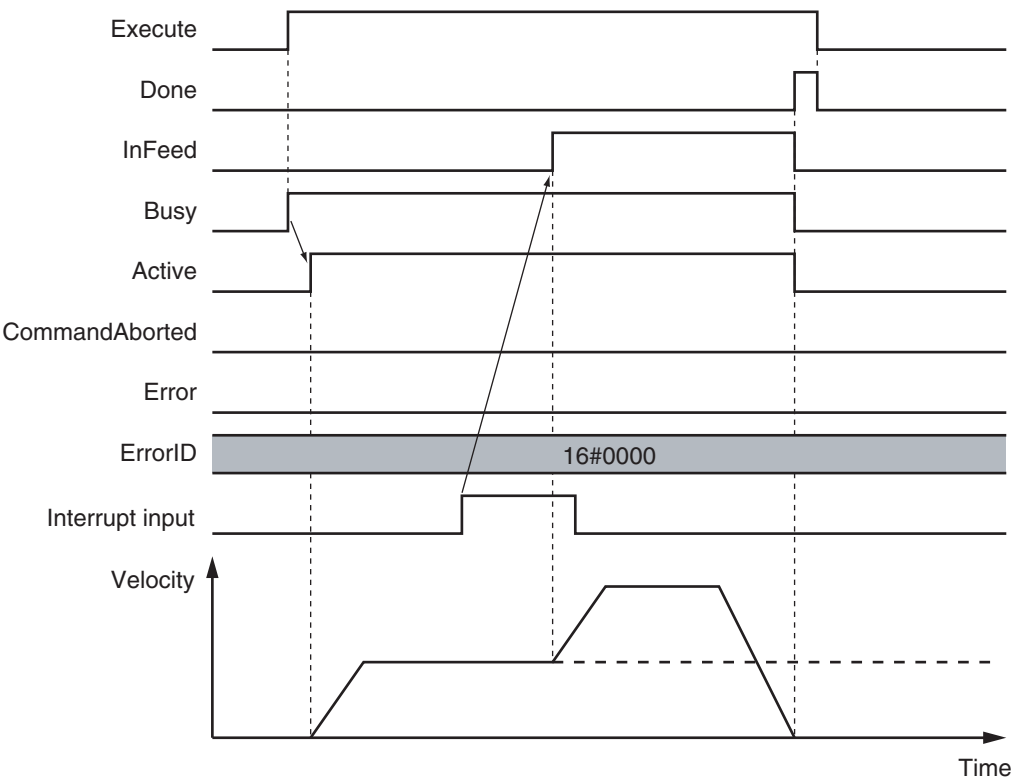 Execute
Done
InFeed
Busy
Active
CommandAborted
Error
ErrorID
16#0000
Interrupt input
Velocity
Time